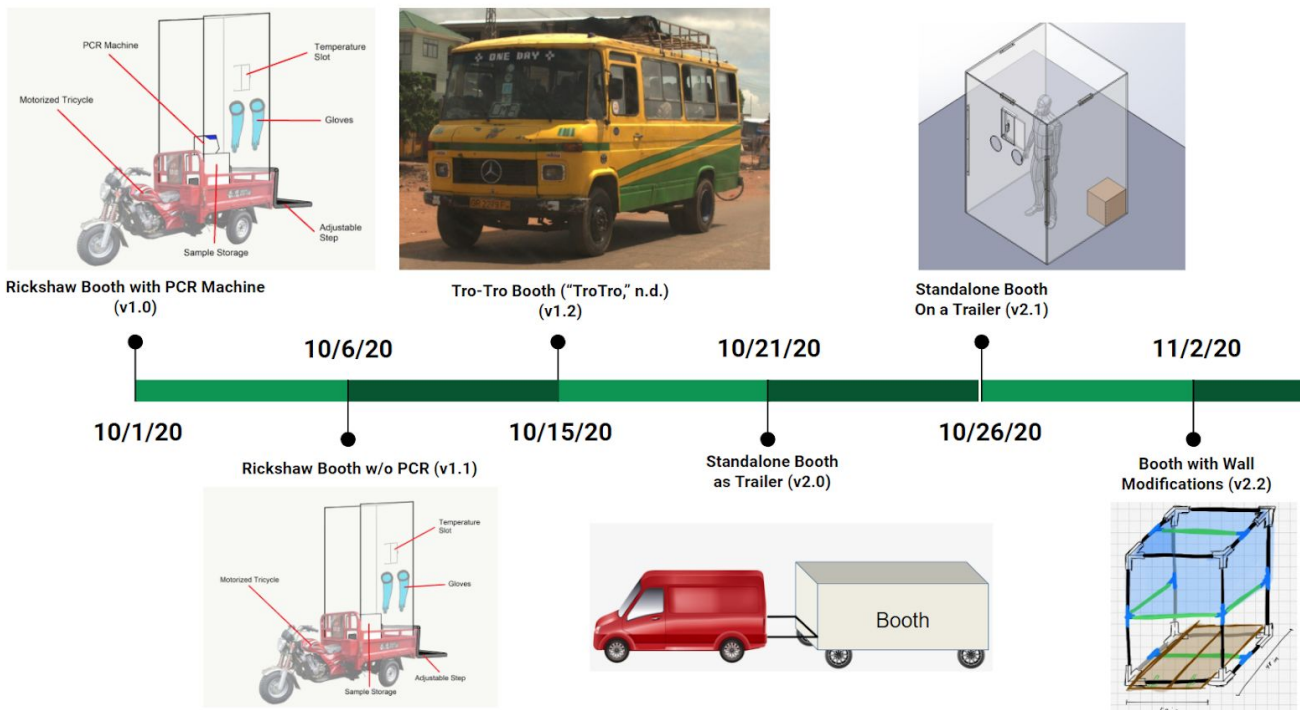 PCR Machine
Temperature
Slot
Motorized Tricycle
Gloves
Adjustable
Step
Sample Storage
ONE DAY
Rickshaw Booth with PCR Machine
(v1.0)
Tro-Tro Booth (“TroTro,” n.d.)
(v1.2)
Standalone Booth
On a Trailer (v2.1)
10/6/20
10/21/20
11/2/20
10/1/20
10/15/20
10/26/20
Rickshaw Booth w/o PCR (v1.1)
Standalone Booth
as Trailer (v2.0)
Booth with Wall
Modifications (v2.2)
Temperature
Slot
Motorized Tricycle
Gloves
Sample Storage
Adjustable Step
Booth